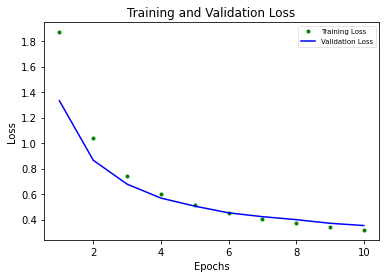 Training and Validation Loss
Training Loss
Validation Loss
1.8
1.6
1.4
1.2
1.0
0.8
0.6
0.4
Loss
2 4 6 8 10
Epochs